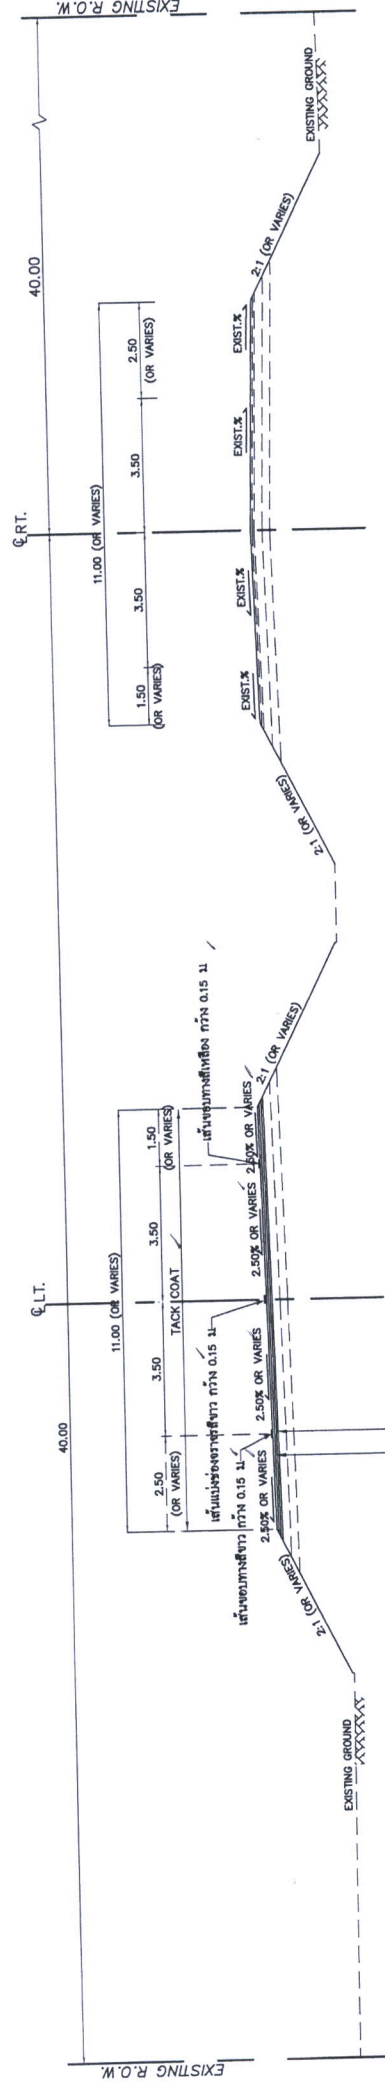 EXISTING R.O.W.
40.00
℄ LT.
11.00 (OR VARIES)
2.50
(OR VARIES)
3.50
3.50
1.50
(OR VARIES)
TACK COAT
เส้นขอบทางสีเหลือง กว้าง 0.15 ม
เส้นแบ่งช่องจราจรสีขาว กว้าง 0.15 ม
เส้นขอบทางสีขาว กว้าง 0.15 ม
2.50% OR VARIES
2.50% OR VARIES
2.50% OR VARIES
2.50% OR VARIES
2:1 (OR VARIES)
2:1 (OR VARIES)
EXISTING GROUND
40.00
℄ RT.
11.00 (OR VARIES)
1.50
(OR VARIES)
3.50
3.50
2.50
(OR VARIES)
EXIST.%
EXIST.%
EXIST.%
EXIST.%
2:1 (OR VARIES)
2:1 (OR VARIES)
EXISTING GROUND
EXISTING R.O.W.